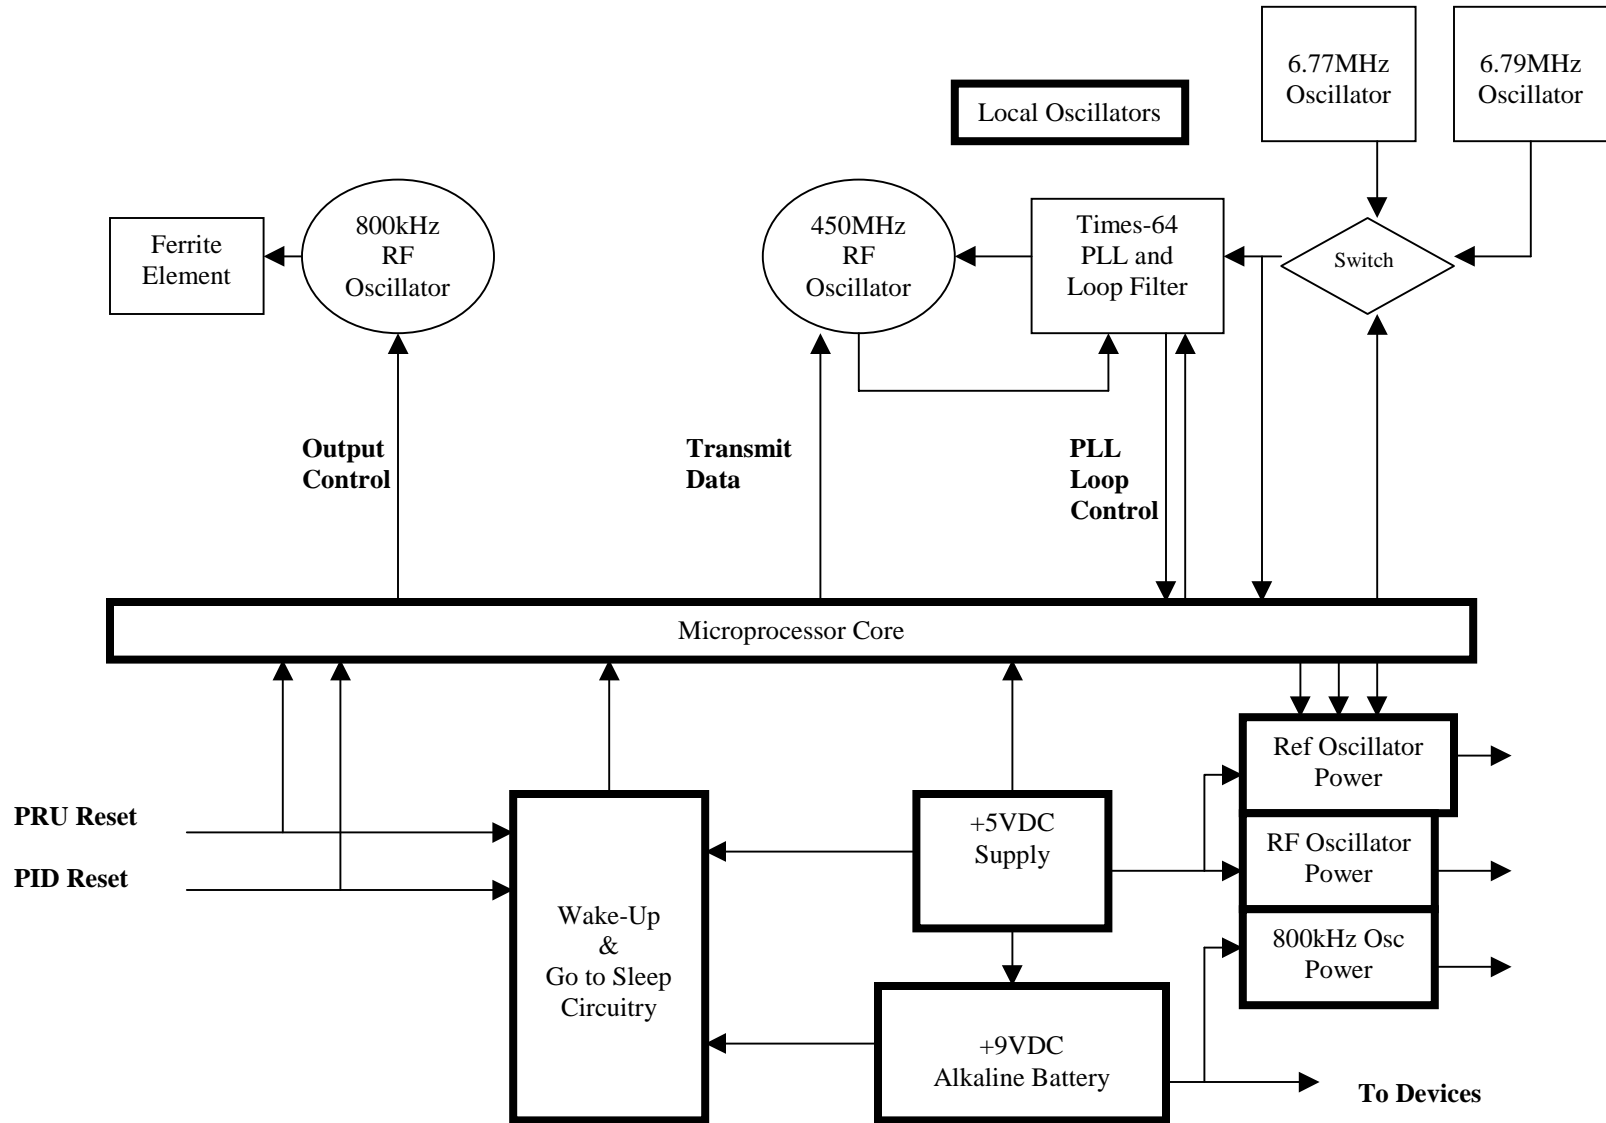 6.77MHz
Oscillator
6.79MHz
Oscillator
Local Oscillators
Ferrite
Element
800kHz
RF
Oscillator
450MHz
RF
Oscillator
Times-64
PLL and
Loop Filter
Switch
Output
Control
Transmit
Data
PLL
Loop
Control
Microprocessor Core
PRU Reset
PID Reset
Wake-Up
&
Go to Sleep
Circuitry
+5VDC
Supply
Ref Oscillator
Power
RF Oscillator
Power
800kHz Osc
Power
+9VDC
Alkaline Battery
To Devices